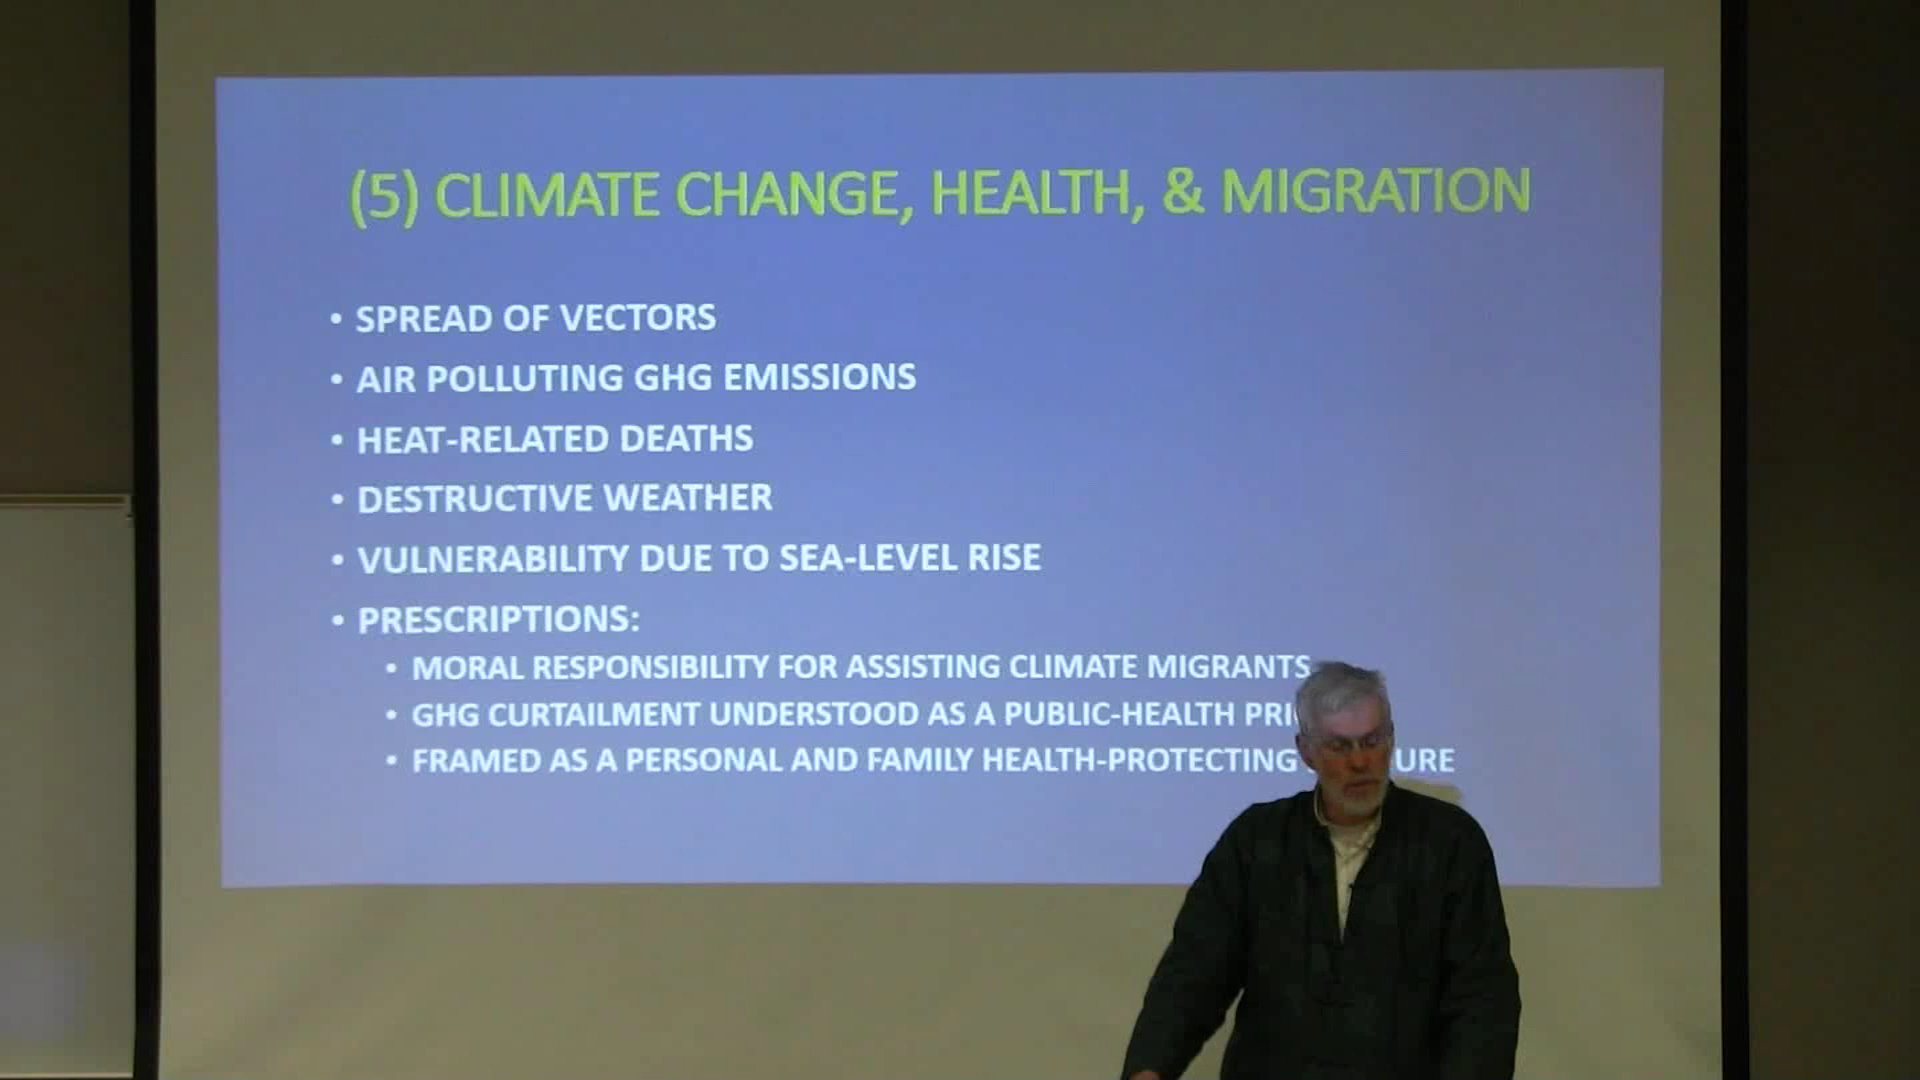 (5) CLIMATE CHANGE, HEALTH, & MIGRATION
• SPREAD OF VECTORS
• AIR POLLUTING GHG EMISSIONS
• HEAT-RELATED DEATHS
• DESTRUCTIVE WEATHER
• VULNERABILITY DUE TO SEA-LEVEL RISE
• PRESCRIPTIONS:
• MORAL RESPONSIBILITY FOR ASSISTING CLIMATE MIGRANTS
• GHG CURTAILMENT UNDERSTOOD AS A PUBLIC-HEALTH
• FRAMED AS A PERSONAL AND FAMILY HEALTH-PROTECTING